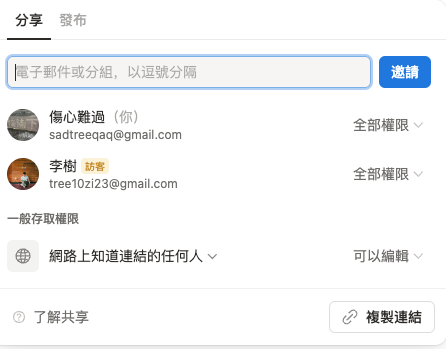 分享 發布
電子郵件或分組，以逗號分隔 邀請
傷心難過（你） 全部權限
sadtreeqaq@gmail.com
李樹 訪客 全部權限
tree10zi23@gmail.com
一般存取權限
網路上知道連結的任何人 可以編輯
了解共享 複製連結